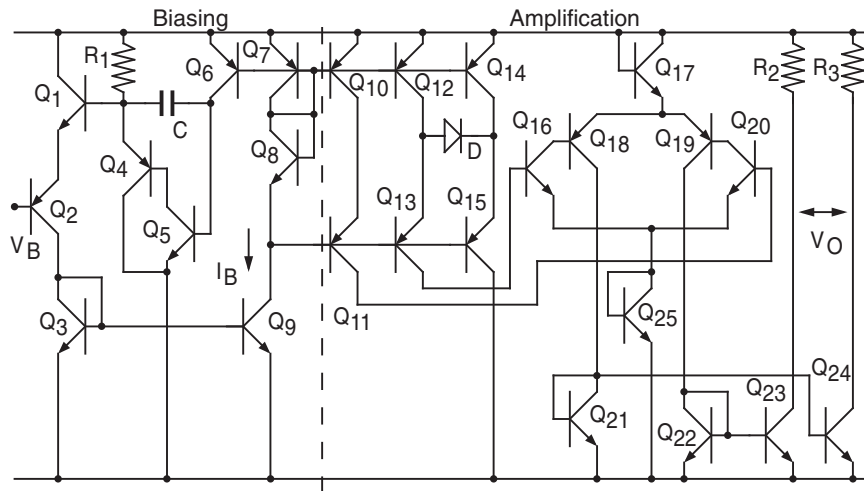 Biasing Amplification
R1 Q6 Q7 Q10 Q12 Q14 Q17 R2 R3
Q1 C Q8 D Q16 Q18 Q19 Q20
Q4
Q2 Q5 Q13 Q15
VB IB VO
Q3 Q9 Q11 Q25
Q24
Q21 Q22 Q23